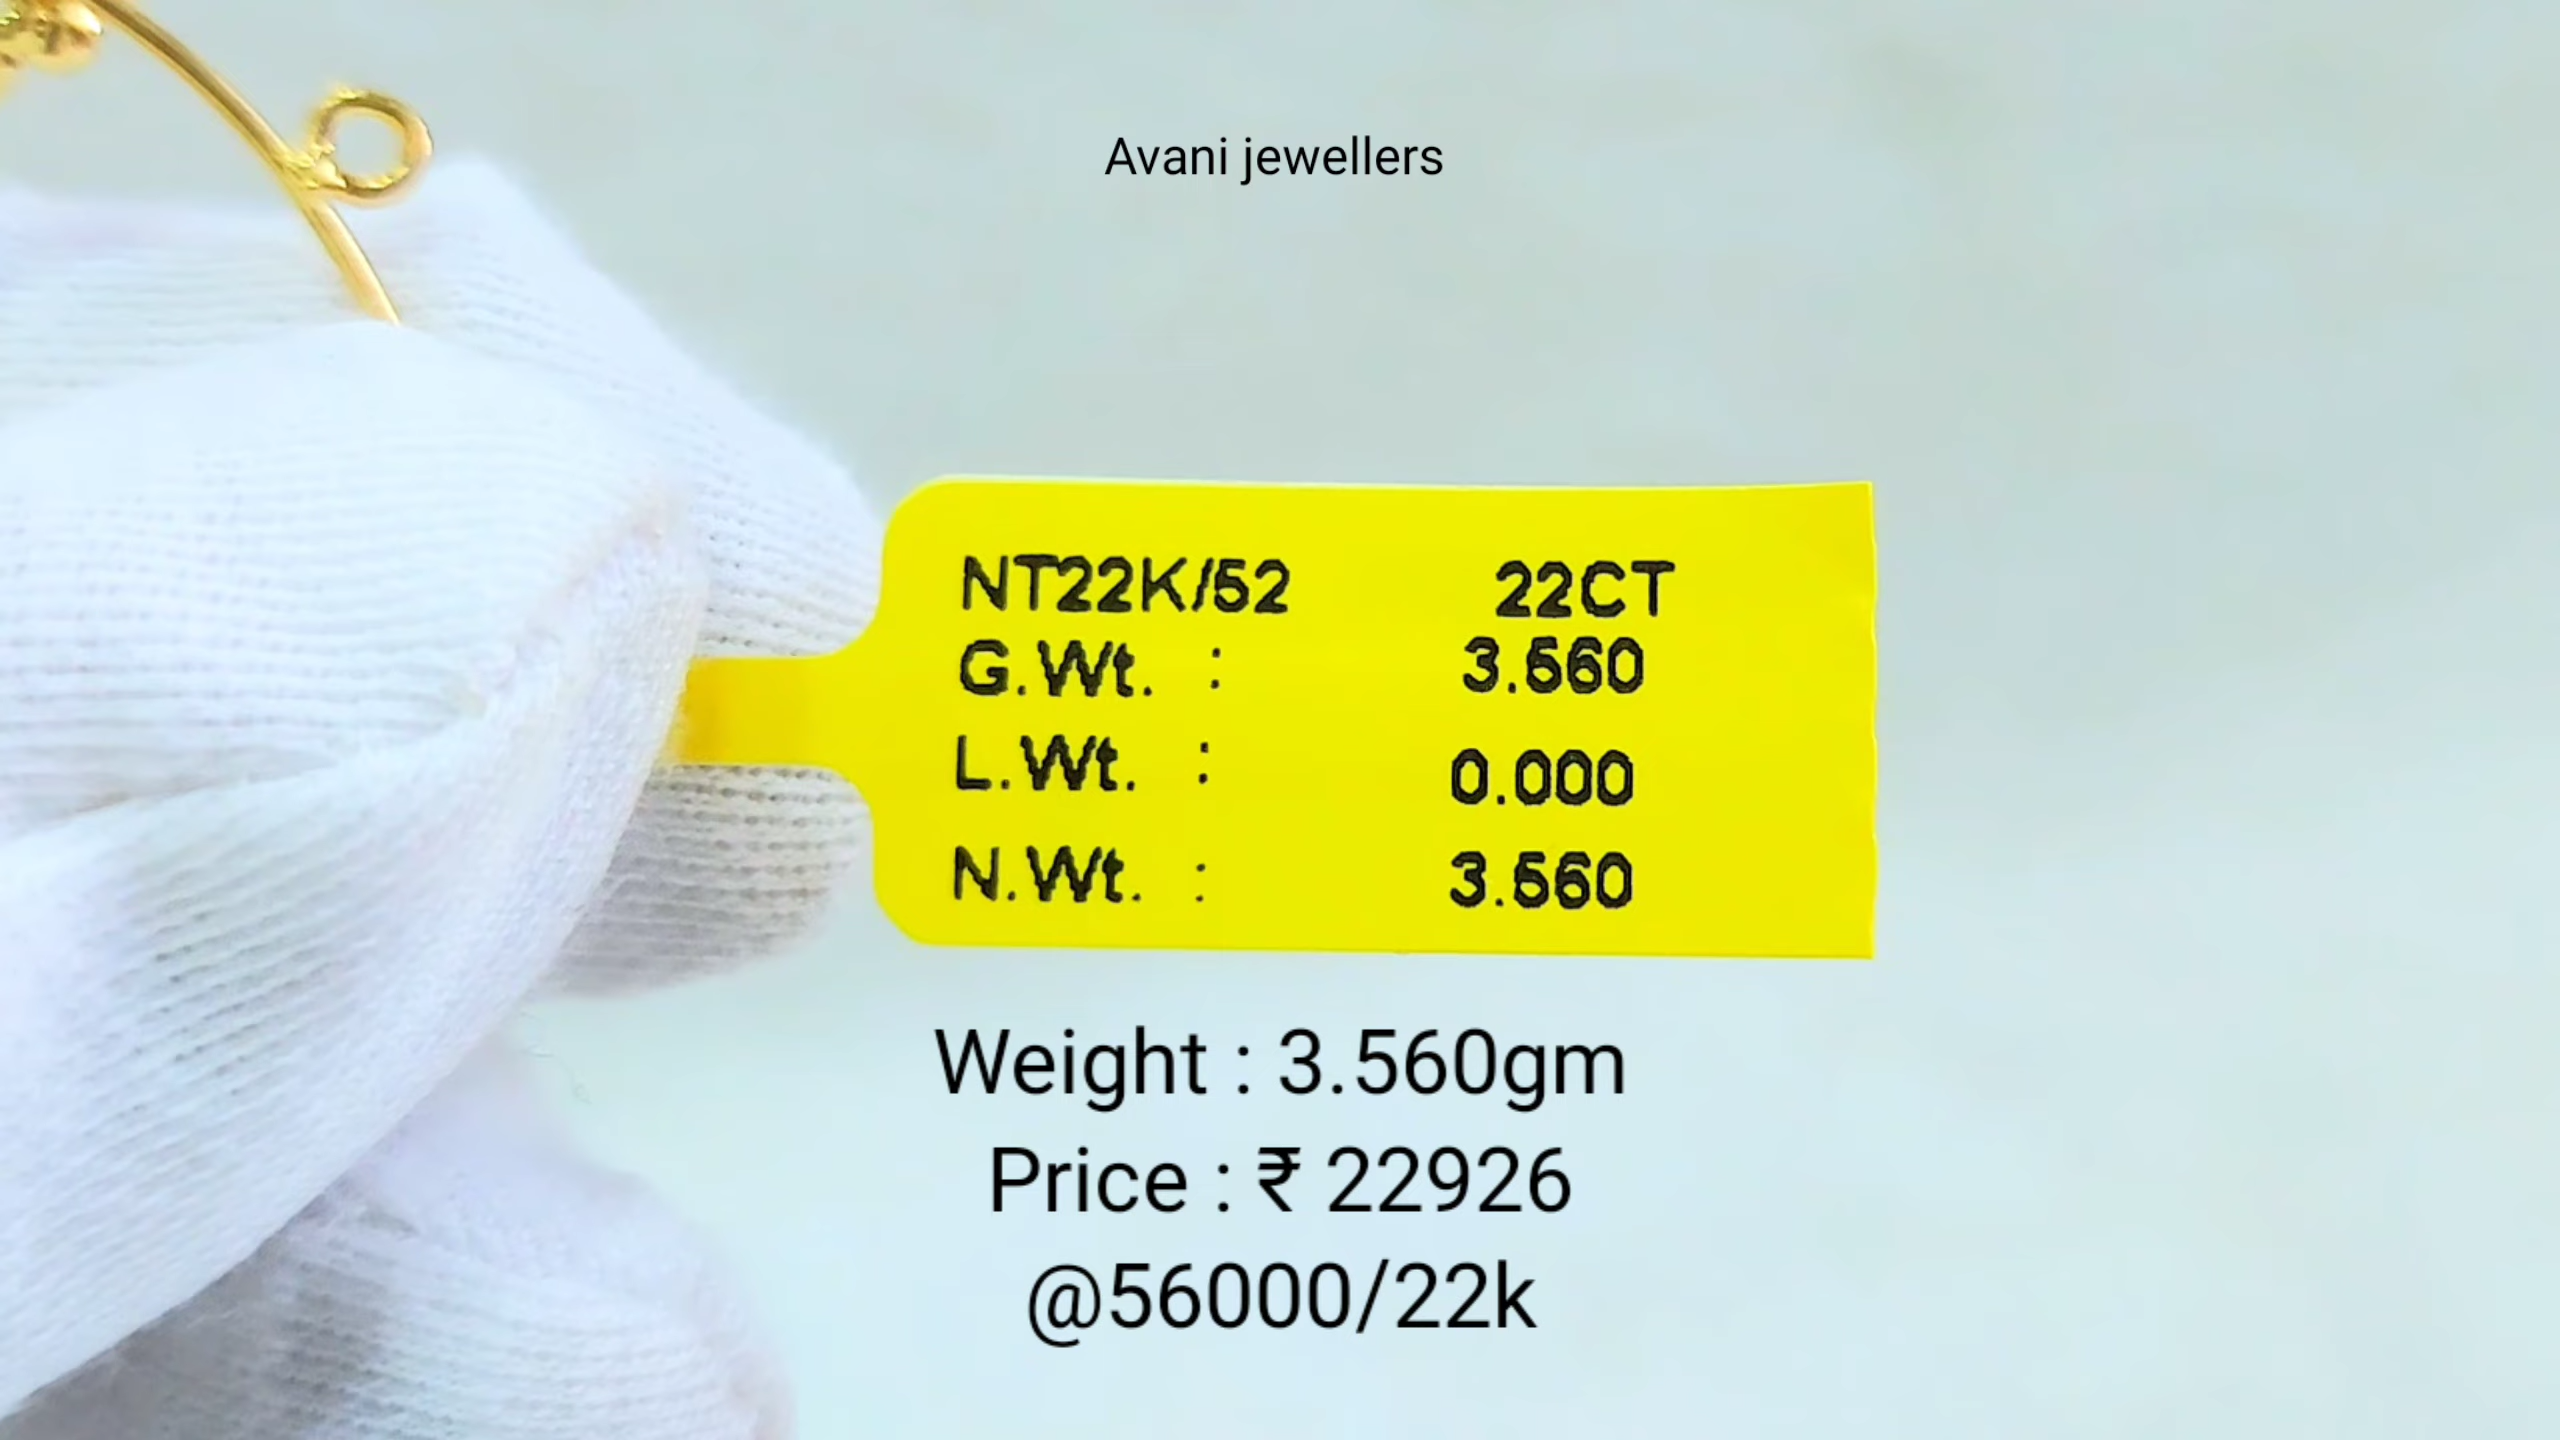 Avani jewellers
NT22K/52 22CT
G.Wt. : 3.560
L.Wt. : 0.000
N.Wt. : 3.560
Weight : 3.560gm
Price : ₹ 22926
@56000/22k